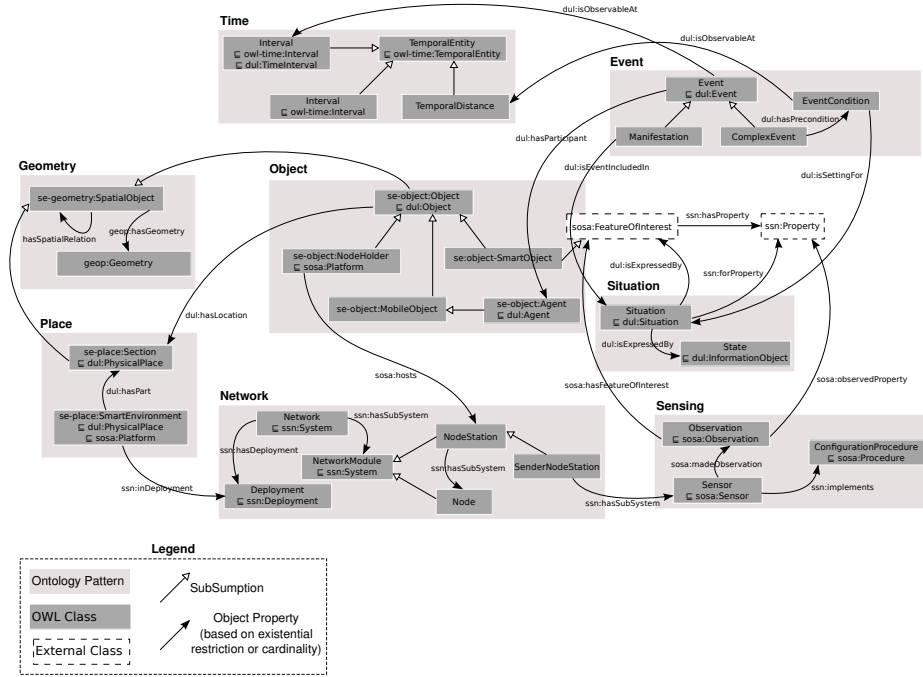 Time
Interval
⊑ owl-time:Interval
⊑ dul:TimeInterval
TemporalEntity
⊑ owl-time:TemporalEntity
Interval
⊑ owl-time:Interval
TemporalDistance
dul:isObservableAt
dul:isObservableAt
Event
Event
⊑ dul:Event
EventCondition
dul:hasPrecondition
Manifestation
ComplexEvent
dul:hasParticipant
dul:isEventIncludedIn
dul:isSettingFor
Geometry
se-geometry:SpatialObject
hasSpatialRelation
geop:hasGeometry
geop:Geometry
Object
se-object:Object
⊑ dul:Object
se-object:NodeHolder
⊑ sosa:Platform
se-object-SmartObject
se-object:MobileObject
se-object:Agent
⊑ dul:Agent
sosa:FeatureOfInterest
ssn:hasProperty
ssn:Property
dul:isExpressedBy
ssn:forProperty
Situation
Situation
⊑ dul:Situation
dul:isExpressedBy
State
⊑ dul:InformationObject
dul:hasLocation
Place
se-place:Section
⊑ dul:PhysicalPlace
dul:hasPart
se-place:SmartEnvironment
⊑ dul:PhysicalPlace
⊑ sosa:Platform
ssn:inDeployment
sosa:hosts
sosa:hasFeatureOfInterest
sosa:observedProperty
Network
Network
⊑ ssn:System
ssn:hasSubSystem
ssn:hasDeployment
NetworkModule
⊑ ssn:System
NodeStation
ssn:hasSubSystem
SenderNodeStation
Deployment
⊑ ssn:Deployment
Node
ssn:hasSubSystem
Sensing
Observation
⊑ sosa:Observation
sosa:madeObservation
Sensor
⊑ sosa:Sensor
ConfigurationProcedure
⊑ sosa:Procedure
ssn:implements
Legend
Ontology Pattern
OWL Class
External Class
SubSumption
Object Property
(based on existential
restriction or cardinality)